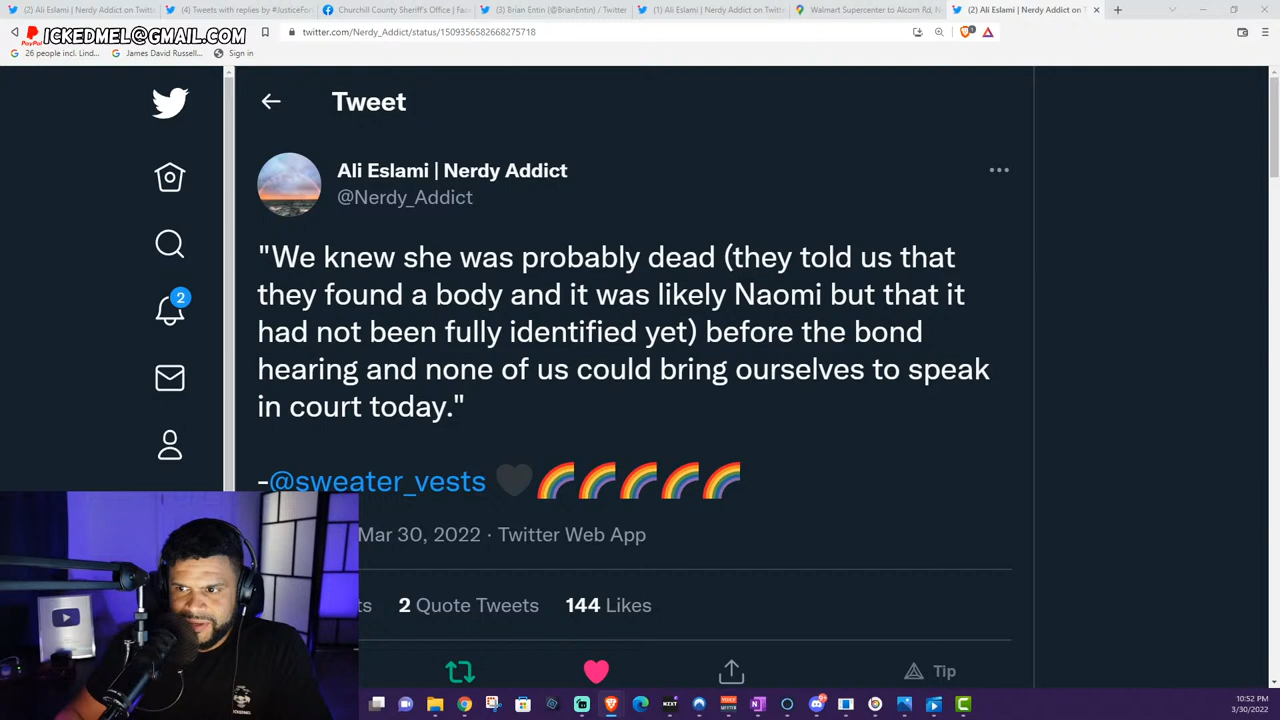 (2) Ali Eslami | Nerdy Addict on Twitt
(4) Tweets with replies by #JusticeFor
Churchill County Sheriff's Office | Fac
(3) Brian Entin (@BrianEntin) / Twitter
(1) Ali Eslami | Nerdy Addict on Twitt
Walmart Supercenter to Alcorn Rd, N
(2) Ali Eslami | Nerdy Addict on T
PayPal ICKEDMEL@GMAIL.COM
twitter.com/Nerdy_Addict/status/1509356582668275718
26 people incl. Lind...
James David Russell...
Sign in
Tweet
Ali Eslami | Nerdy Addict
@Nerdy_Addict
"We knew she was probably dead (they told us that
they found a body and it was likely Naomi but that it
had not been fully identified yet) before the bond
hearing and none of us could bring ourselves to speak
in court today."
-@sweater_vests 🖤🌈🌈🌈🌈🌈
2
Mar 30, 2022 · Twitter Web App
ts 2 Quote Tweets 144 Likes
Tip
10:52 PM
3/30/2022